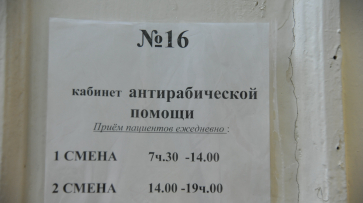 №16
кабинет антирабической
помощи
Приём пациентов ежедневно :
1 СМЕНА 7ч.30 -14.00
2 СМЕНА 14.00 -19ч.00